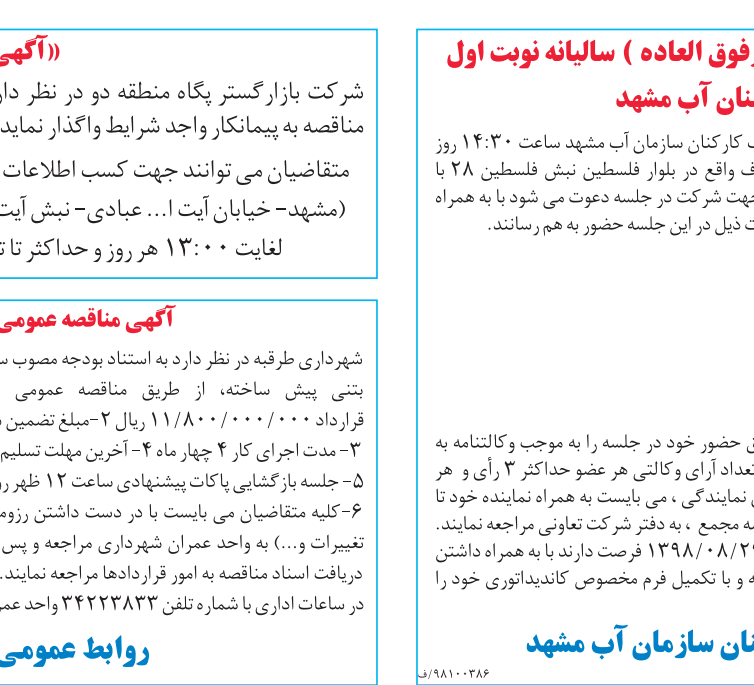 رفوق العاده ) سالیانه نوبت اول
نان آب مشهد
کارکنان سازمان آب مشهد ساعت ۱۴:۳۰ روز
ف واقع در بلوار فلسطین نبش فلسطین ۲۸ با
جهت شرکت در جلسه دعوت می شود با به همراه
ت ذیل در این جلسه حضور به هم رسانند.
ق حضور خود در جلسه را به موجب وکالتنامه به
تعداد آرای وکالتی هر عضو حداکثر ۳ رأی و هر
نمایندگی ، می بایست به همراه نماینده خود تا
مه مجمع ، به دفتر شرکت تعاونی مراجعه نمایند.
۱۳۹۸/۰۸/۲۹ فرصت دارند با به همراه داشتن
ه و با تکمیل فرم مخصوص کاندیداتوری خود را
نان سازمان آب مشهد
۹۸۱۰۰۳۸۶/ف
((آگهی
شرکت بازارگستر پگاه منطقه دو در نظر دار
مناقصه به پیمانکار واجد شرایط واگذار نماید
متقاضیان می توانند جهت کسب اطلاعات
(مشهد- خیابان آیت ا... عبادی- نبش آیت
لغایت ۱۳:۰۰ هر روز و حداکثر تا ت
آگهی مناقصه عمومی
شهرداری طرقبه در نظر دارد به استناد بودجه مصوب س
بتنی پیش ساخته، از طریق مناقصه عمومی
قرارداد ۱۱/۸۰۰/۰۰۰/۰۰۰ ریال ۲-مبلغ تضمین
۳- مدت اجرای کار ۴ چهار ماه ۴- آخرین مهلت تسلیم
۵- جلسه بازگشایی پاکات پیشنهادی ساعت ۱۲ ظهر رو
۶-کلیه متقاضیان می بایست با در دست داشتن رزوم
تغییرات و...) به واحد عمران شهرداری مراجعه و پس
دریافت اسناد مناقصه به امور قراردادها مراجعه نمایند.
در ساعات اداری با شماره تلفن ۳۴۲۲۳۸۳۳ واحد عمر
روابط عمومی